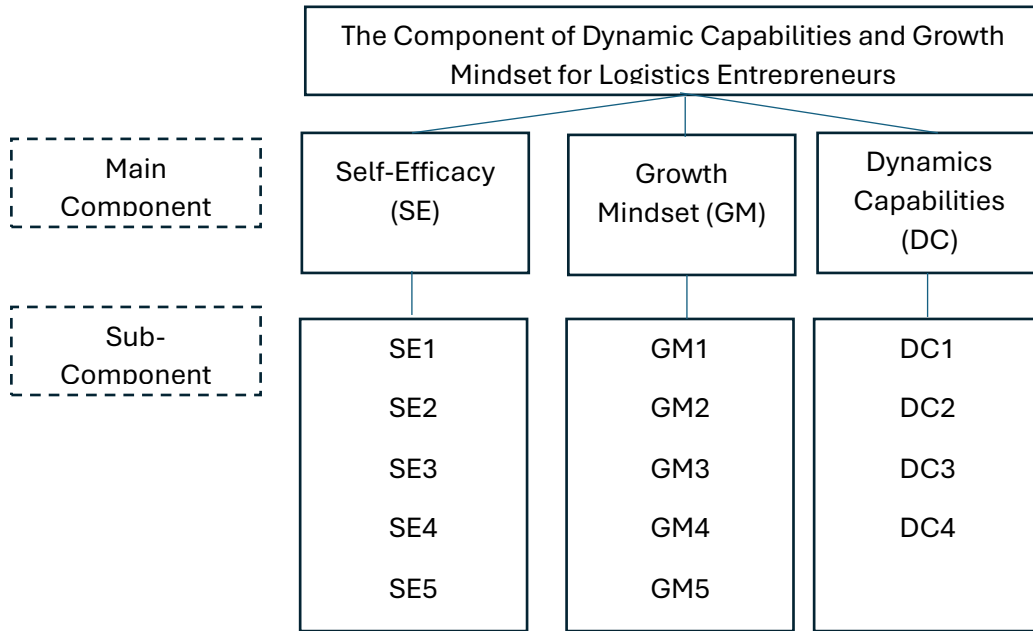 The Component of Dynamic Capabilities and Growth
Mindset for Logistics Entrepreneurs
Main
Component
Self-Efficacy
(SE)
Growth
Mindset (GM)
Dynamics
Capabilities
(DC)
Sub-
Component
SE1
SE2
SE3
SE4
SE5
GM1
GM2
GM3
GM4
GM5
DC1
DC2
DC3
DC4